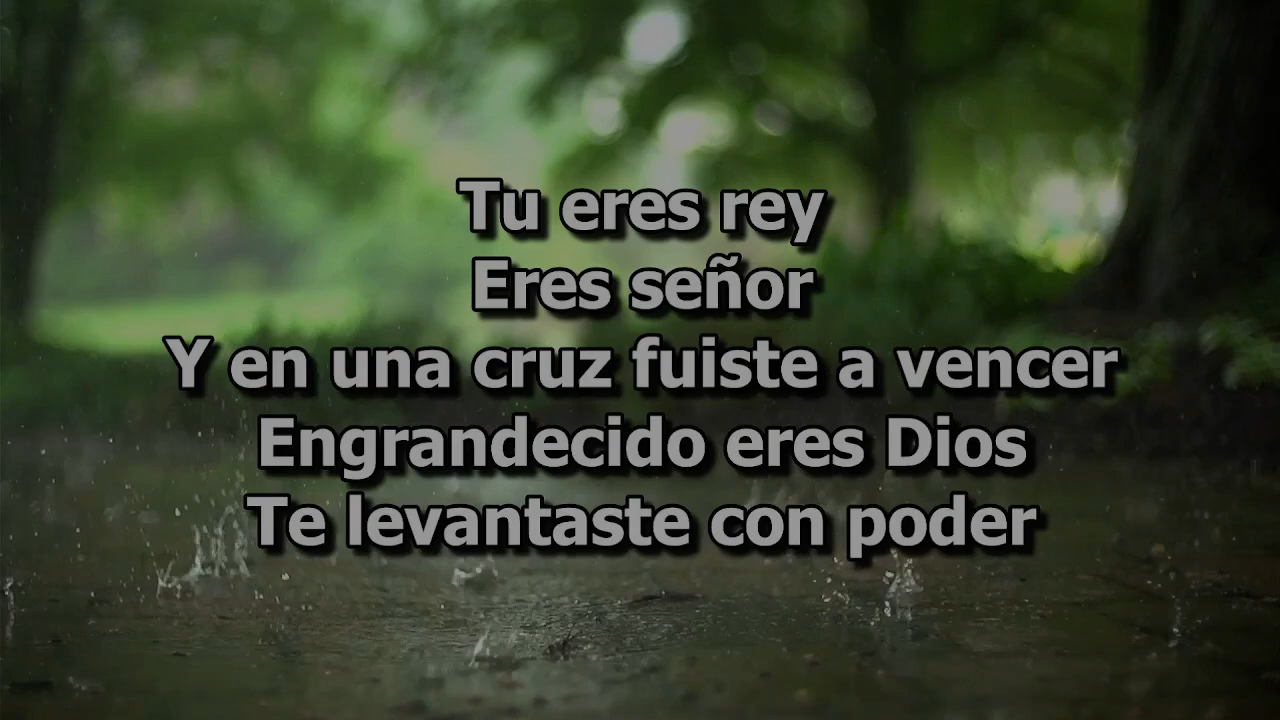 Tu eres rey
Eres señor
Y en una cruz fuiste a vencer
Engrandecido eres Dios
Te levantaste con poder